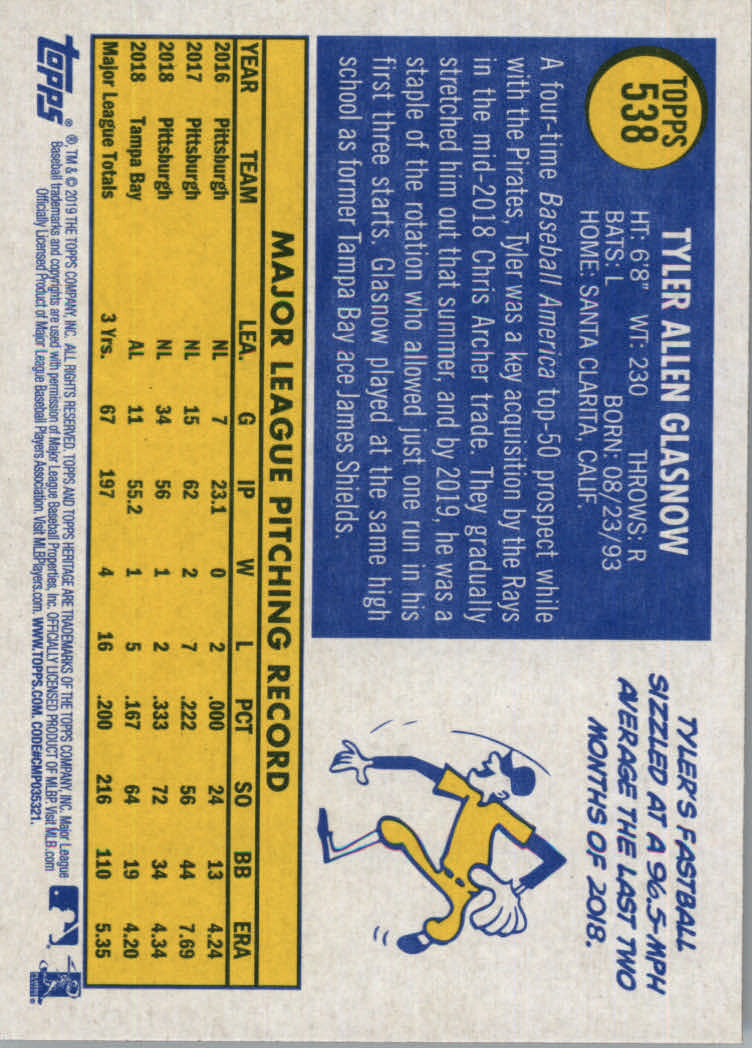 TOPPS
538
TYLER ALLEN GLASNOW
HT: 6'8" WT: 230 THROWS: R
BATS: L BORN: 08/23/93
HOME: SANTA CLARITA, CALIF.
A four-time Baseball America top-50 prospect while
with the Pirates, Tyler was a key acquisition by the Rays
in the mid-2018 Chris Archer trade. They gradually
stretched him out that summer, and by 2019, he was a
staple of the rotation who allowed just one run in his
first three starts. Glasnow played at the same high
school as former Tampa Bay ace James Shields.
TYLER'S FASTBALL
SIZZLED AT A 96.5-MPH
AVERAGE THE LAST TWO
MONTHS OF 2018.
MAJOR LEAGUE PITCHING RECORD
YEAR TEAM LEA. G IP W L PCT SO BB ERA
2016 Pittsburgh NL 7 23.1 0 2 .000 24 13 4.24
2017 Pittsburgh NL 15 62 2 7 .222 56 44 7.69
2018 Pittsburgh NL 34 56 1 2 .333 72 34 4.34
2018 Tampa Bay AL 11 55.2 1 5 .167 64 19 4.20
Major League Totals 3 Yrs. 67 197 4 16 .200 216 110 5.35
topps
®, TM & © 2019 THE TOPPS COMPANY, INC. ALL RIGHTS RESERVED. TOPPS AND TOPPS HERITAGE ARE TRADEMARKS OF THE TOPPS COMPANY, INC. Major League
Baseball trademarks and copyrights are used with permission of Major League Baseball Properties, Inc. OFFICIALLY LICENSED PRODUCT OF MLBP. Visit MLB.com
Officially Licensed Product of Major League Baseball Players Association. Visit MLBPlayers.com. WWW.TOPPS.COM. CODE#CMP035321.